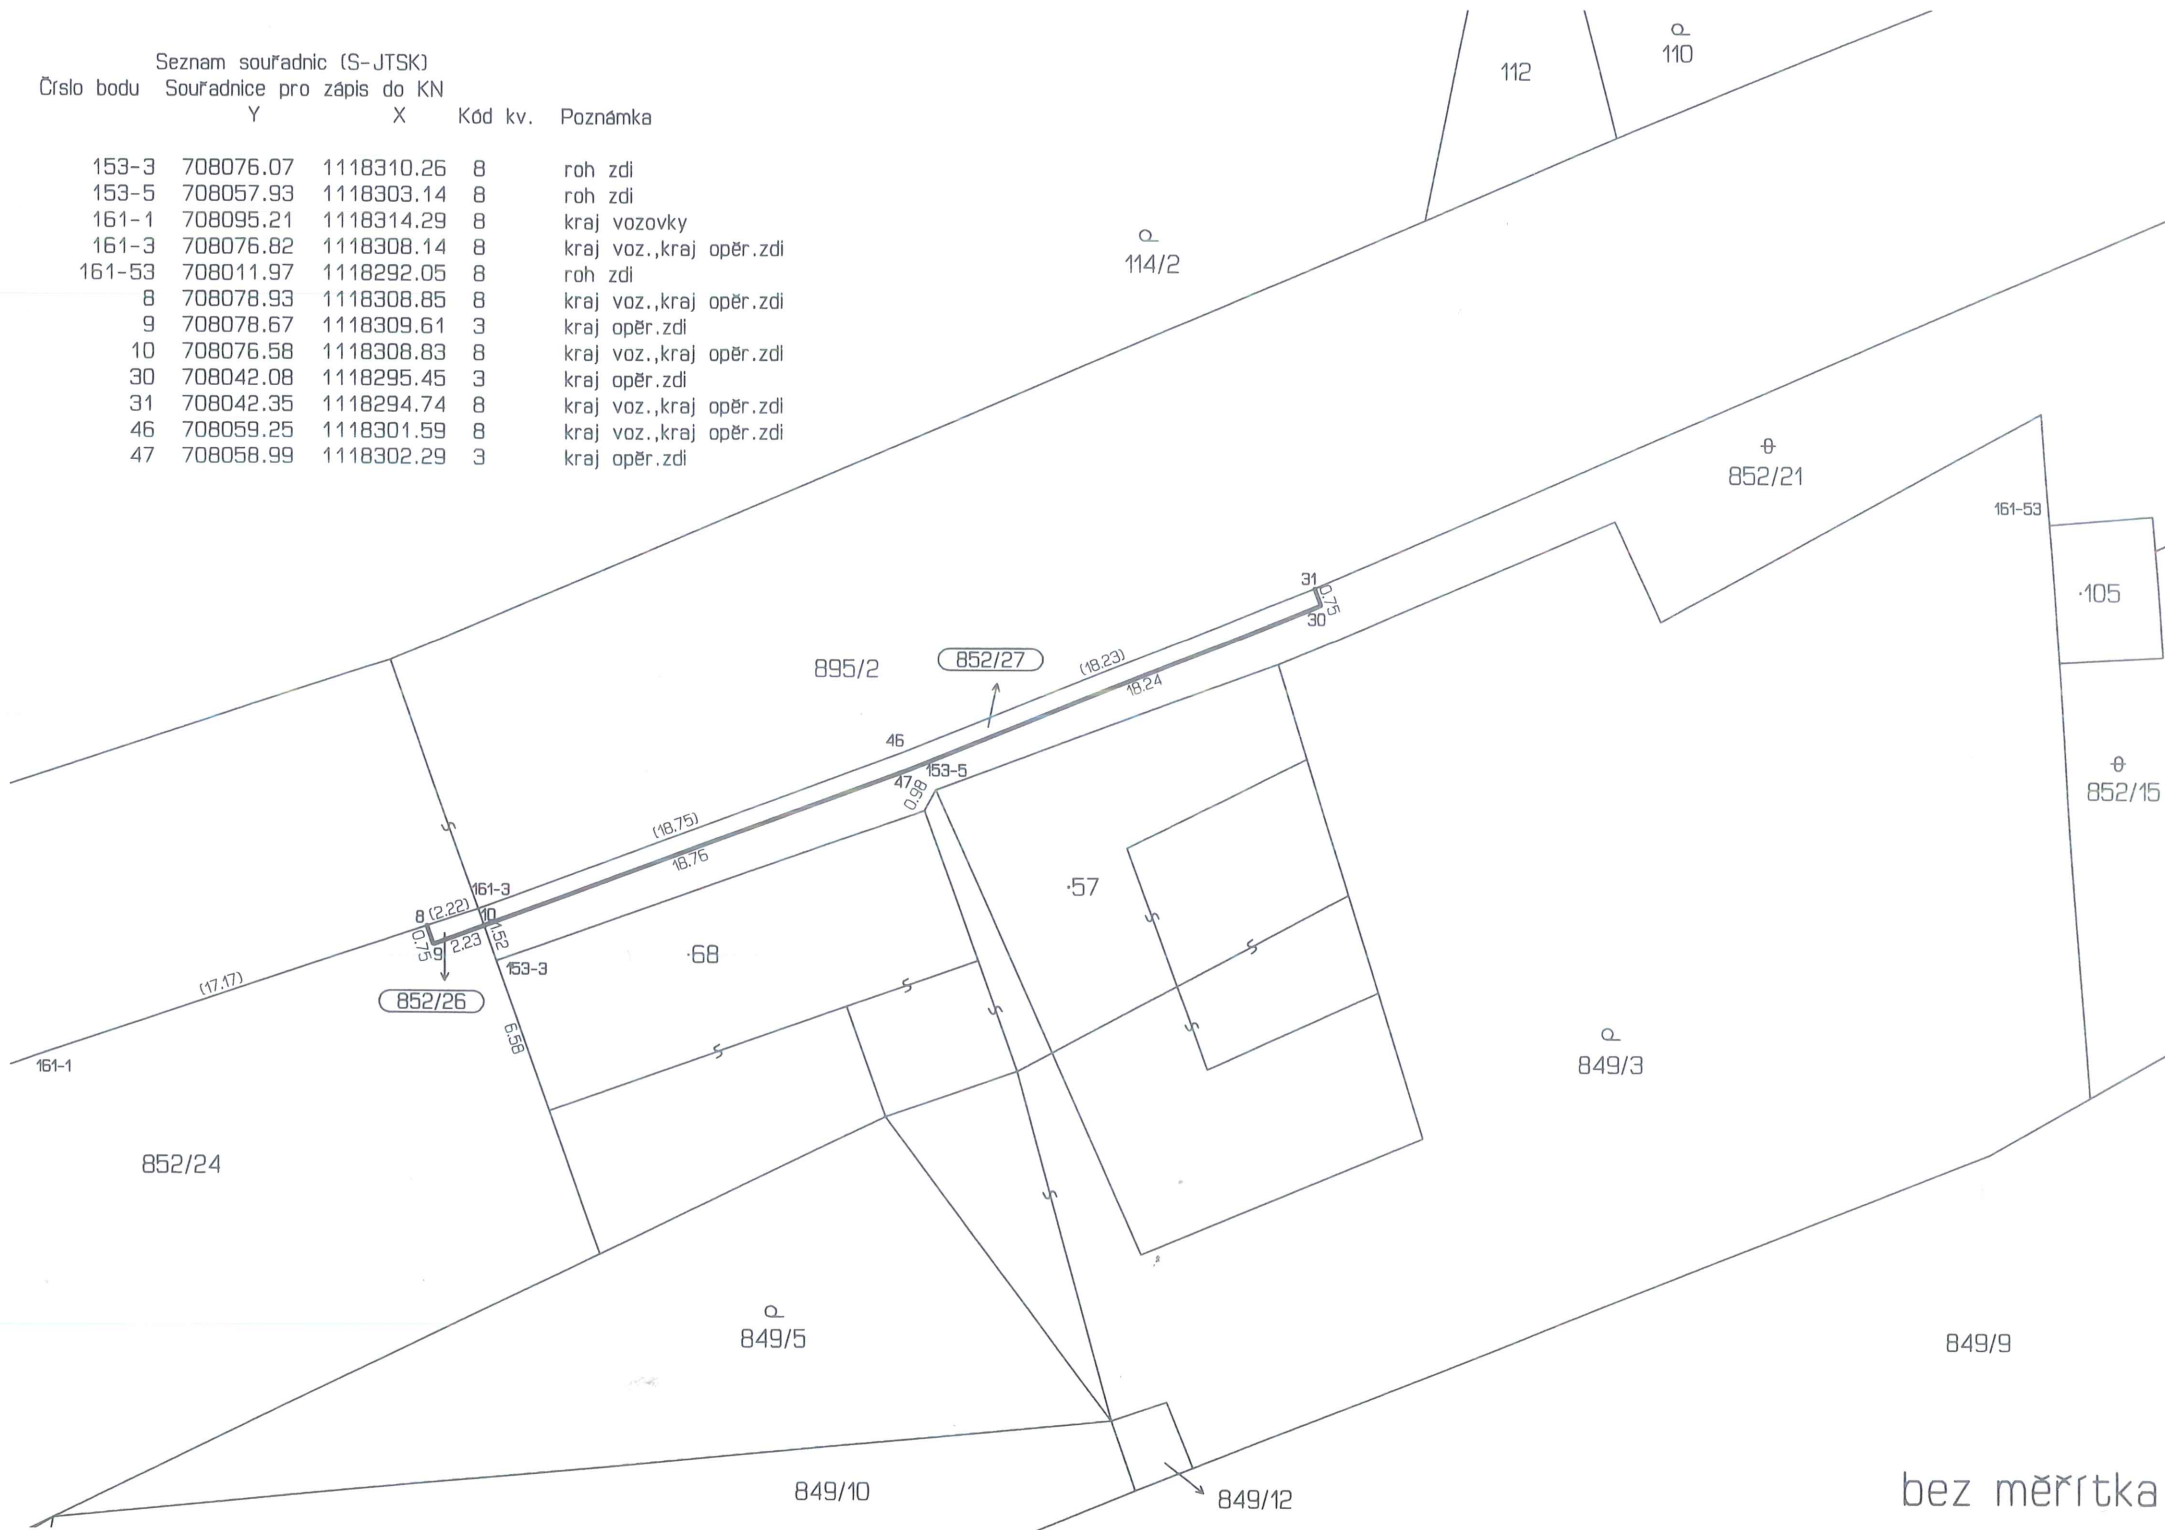 Seznam souřadnic (S-JTSK)
Číslo bodu Souřadnice pro zápis do KN
Y X Kód kv. Poznámka
153-3 708076.07 1118310.26 8 roh zdi
153-5 708057.93 1118303.14 8 roh zdi
161-1 708095.21 1118314.29 8 kraj vozovky
161-3 708076.82 1118308.14 8 kraj voz.,kraj opěr.zdi
161-53 708011.97 1118292.05 8 roh zdi
8 708078.93 1118308.85 8 kraj voz.,kraj opěr.zdi
9 708078.67 1118309.61 3 kraj opěr.zdi
10 708076.58 1118308.83 8 kraj voz.,kraj opěr.zdi
30 708042.08 1118295.45 3 kraj opěr.zdi
31 708042.35 1118294.74 8 kraj voz.,kraj opěr.zdi
46 708059.25 1118301.59 8 kraj voz.,kraj opěr.zdi
47 708058.99 1118302.29 3 kraj opěr.zdi
110
112
114/2
852/21
161-53
·105
31
0.75
30
895/2
852/27
(18.23)
18.24
46
47
153-5
0.98
852/15
(18.75)
18.76
·57
161-3
8
(2.22)
10
0.75
9
2.23
1.52
·68
153-3
(17.17)
852/26
6.58
161-1
849/3
852/24
849/5
849/9
849/10
849/12
bez měřítka